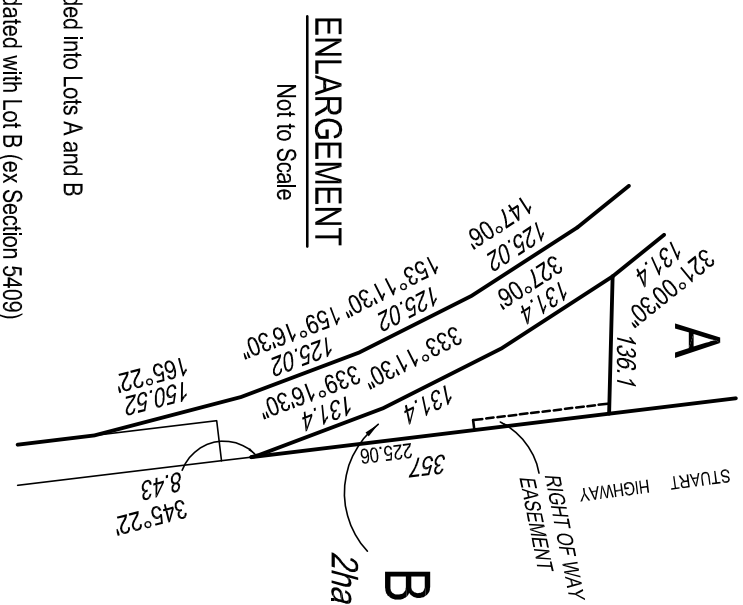 ENLARGEMENT
Not to Scale
ded into Lots A and B
dated with Lot B (ex Section 5409)
A
321°00'30"
131.4
136.1
327°06'
131.4
147°06'
125.02
333°11'30"
131.4
153°11'30"
125.02
339°16'30"
131.4
159°16'30"
125.02
165°22'
150.52
345°22'
8.43
357
225.06
STUART HIGHWAY
RIGHT OF WAY
EASEMENT
B
2ha